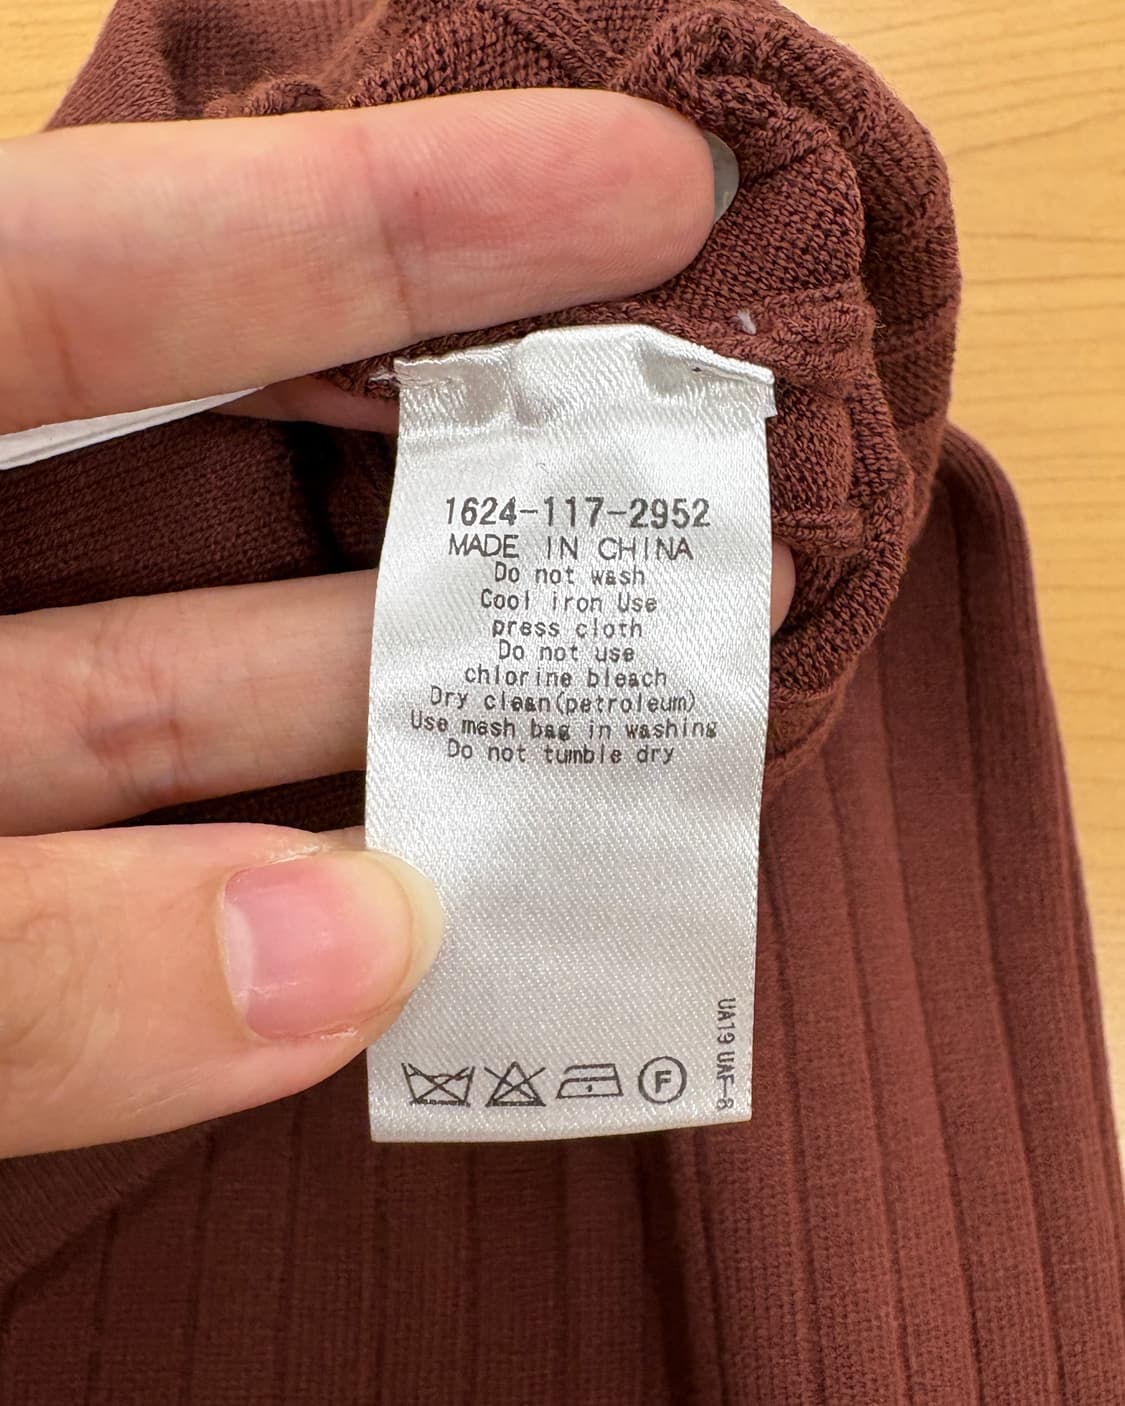 1624-117-2952
MADE IN CHINA
Do not wash
Cool iron Use
press cloth
Do not use
chlorine bleach
Dry clean(petroleum)
Use mesh bag in washing
Do not tumble dry
UA19 UAF-8
F